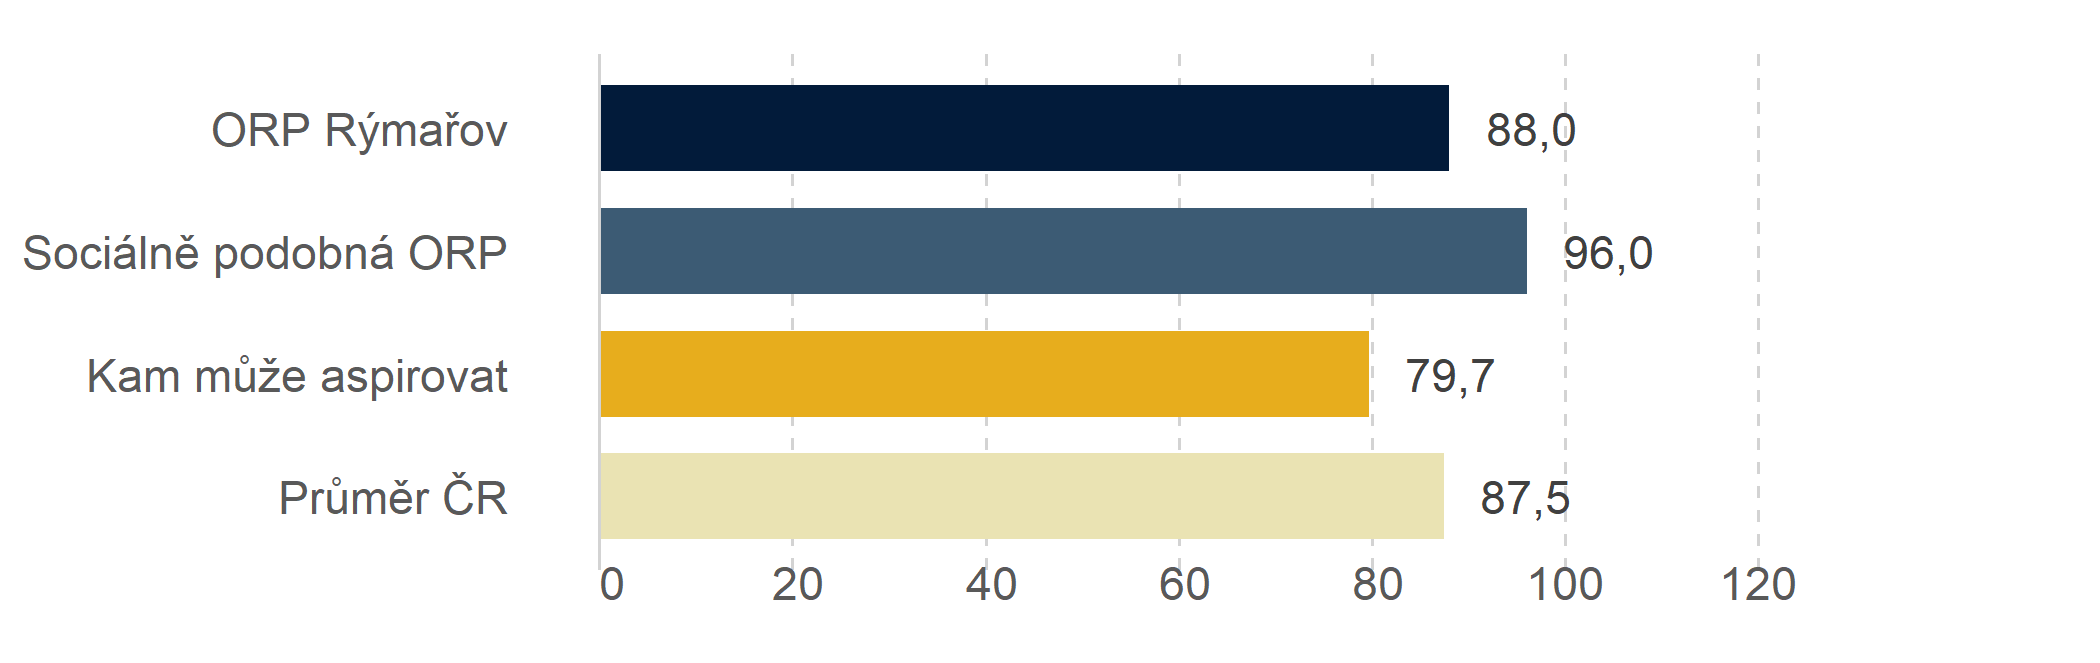 ORP Rýmařov 88,0
Sociálně podobná ORP 96,0
Kam může aspirovat 79,7
Průměr ČR 87,5
0 20 40 60 80 100 120